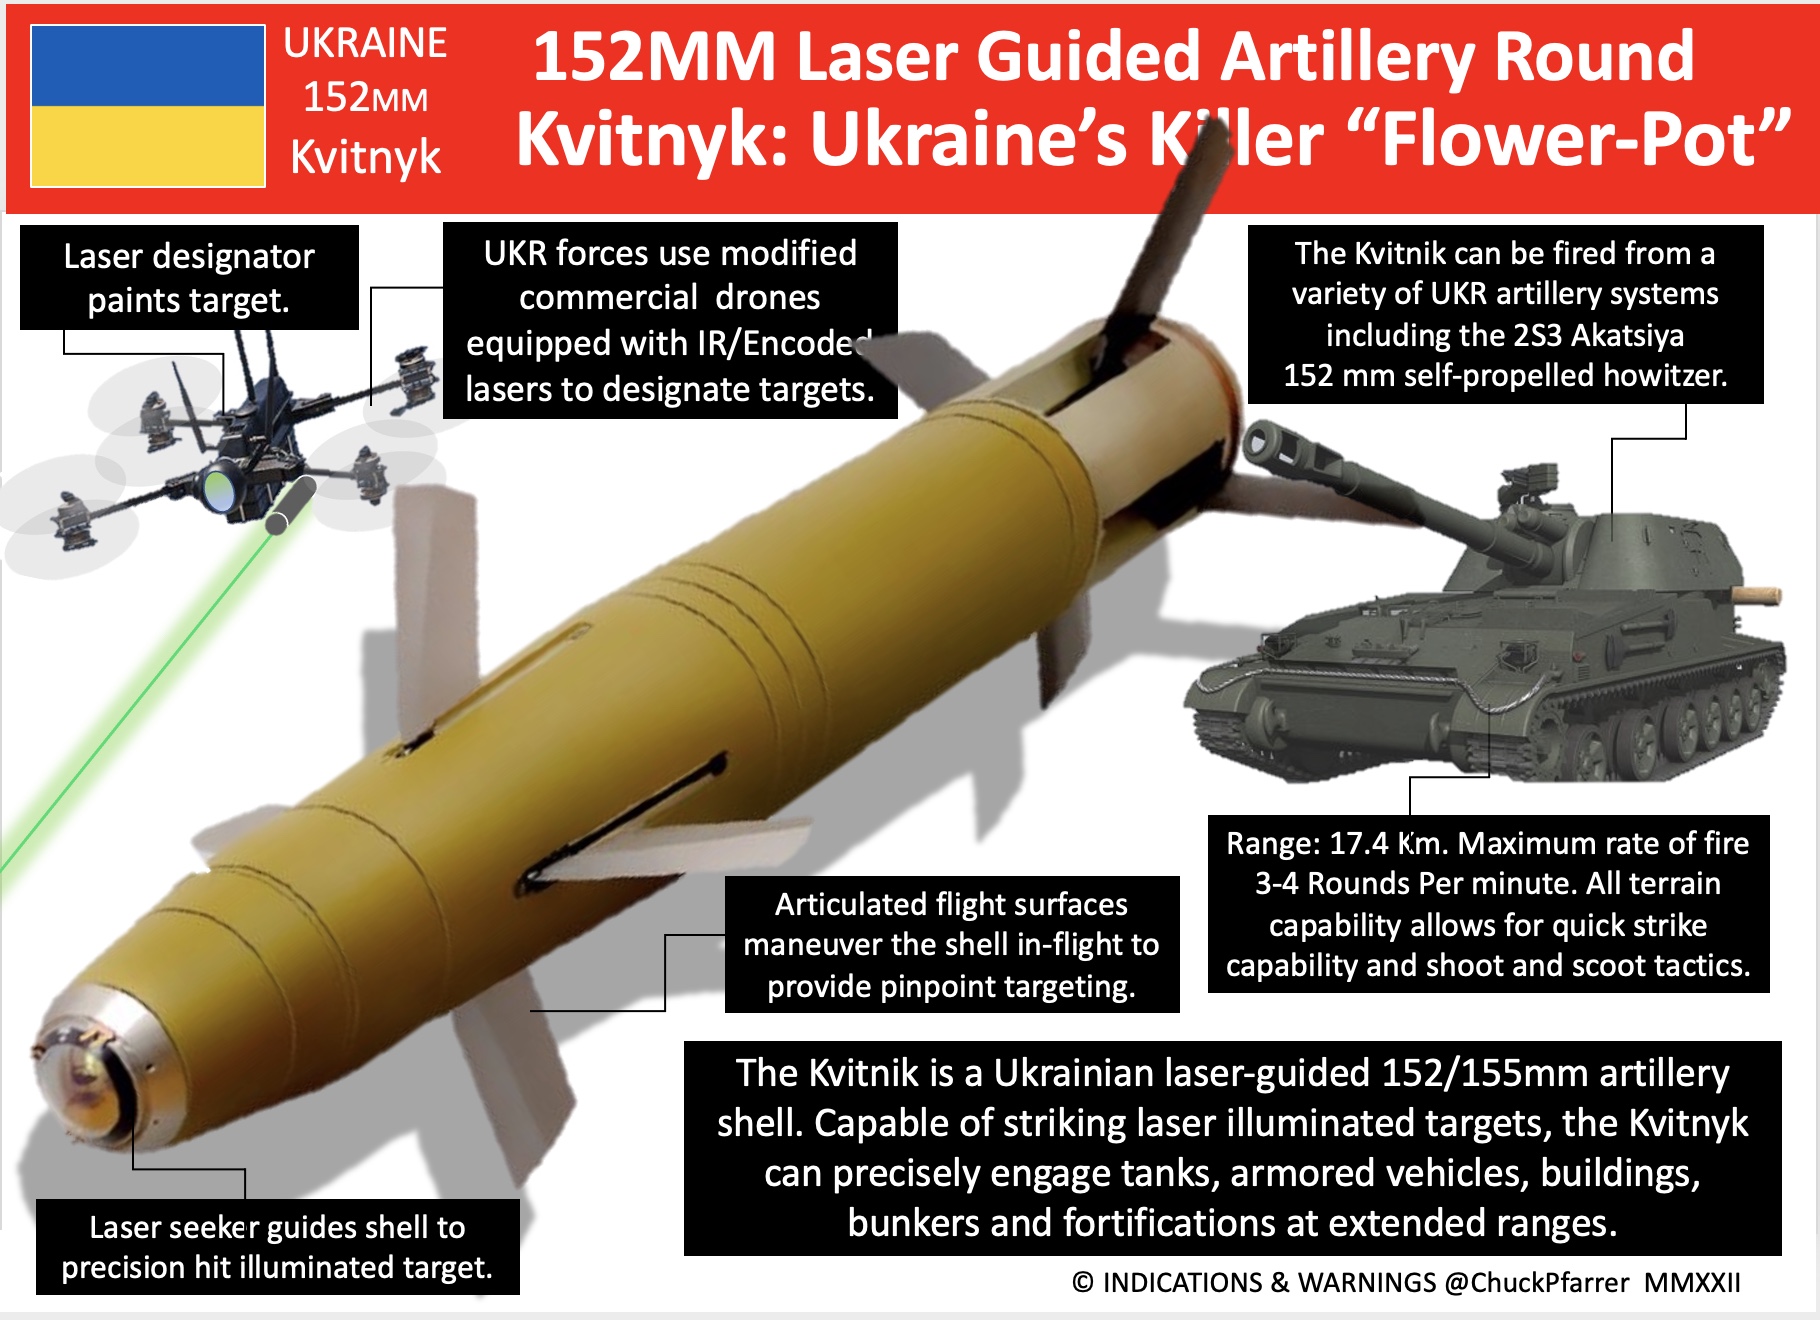 UKRAINE
152MM
Kvitnyk
152MM Laser Guided Artillery Round
Kvitnyk: Ukraine's Killer “Flower-Pot”
Laser designator
paints target.
UKR forces use modified
commercial drones
equipped with IR/Encoded
lasers to designate targets.
The Kvitnik can be fired from a
variety of UKR artillery systems
including the 2S3 Akatsiya
152 mm self-propelled howitzer.
Range: 17.4 Km. Maximum rate of fire
3-4 Rounds Per minute. All terrain
capability allows for quick strike
capability and shoot and scoot tactics.
Articulated flight surfaces
maneuver the shell in-flight to
provide pinpoint targeting.
The Kvitnik is a Ukrainian laser-guided 152/155mm artillery
shell. Capable of striking laser illuminated targets, the Kvitnyk
can precisely engage tanks, armored vehicles, buildings,
bunkers and fortifications at extended ranges.
Laser seeker guides shell to
precision hit illuminated target.
© INDICATIONS & WARNINGS @ChuckPfarrer MMXXII